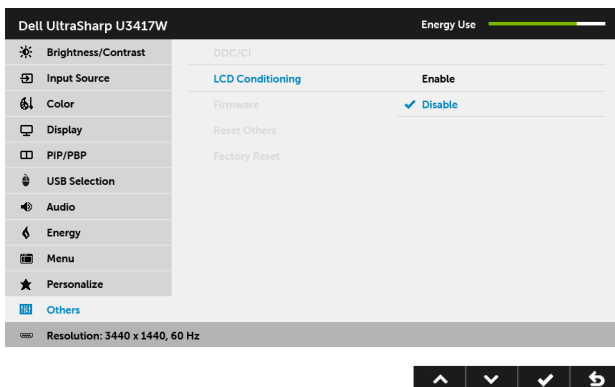 Dell UltraSharp U3417W
Energy Use
Brightness/Contrast
DDC/CI
Input Source
LCD Conditioning
Enable
Color
Firmware
Disable
Display
Reset Others
PIP/PBP
Factory Reset
USB Selection
Audio
Energy
Menu
Personalize
Others
Resolution: 3440 x 1440, 60 Hz